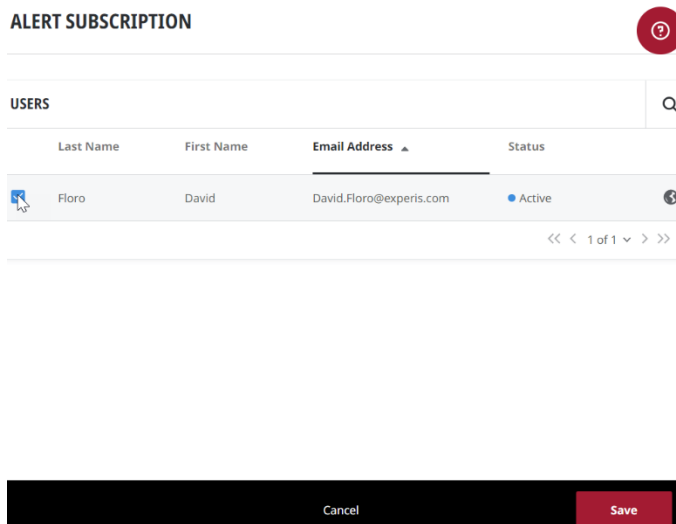 ALERT SUBSCRIPTION
USERS
Last Name First Name Email Address Status
Floro David David.Floro@experis.com Active
1 of 1
Cancel Save